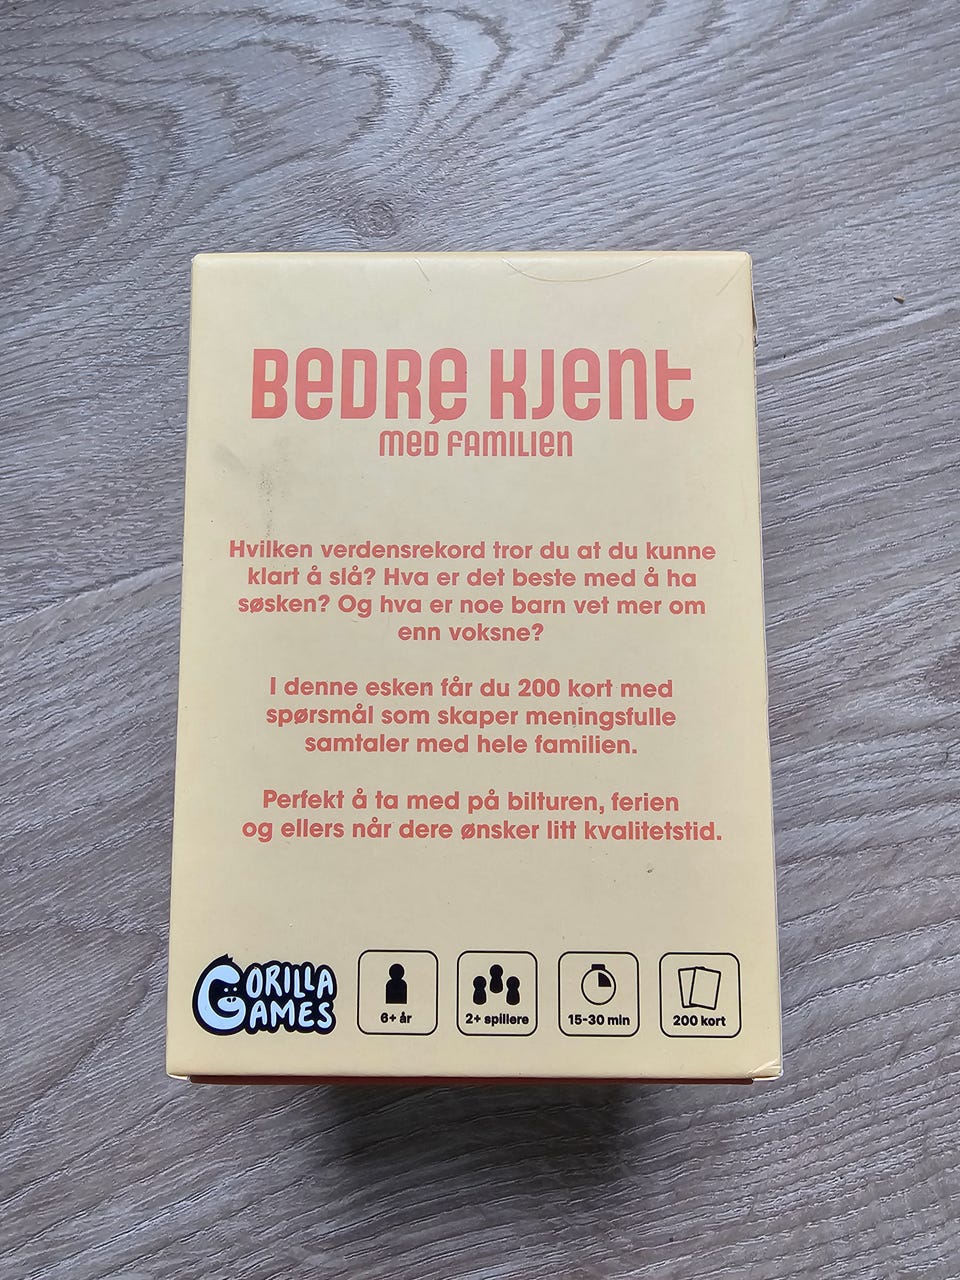 BEDRE KJENT
MED FAMILIEN
Hvilken verdensrekord tror du at du kunne
klart å slå? Hva er det beste med å ha
søsken? Og hva er noe barn vet mer om
enn voksne?
I denne esken får du 200 kort med
spørsmål som skaper meningsfulle
samtaler med hele familien.
Perfekt å ta med på bilturen, ferien
og ellers når dere ønsker litt kvalitetstid.
GORILLA
GAMES
6+ år
2+ spillere
15-30 min
200 kort